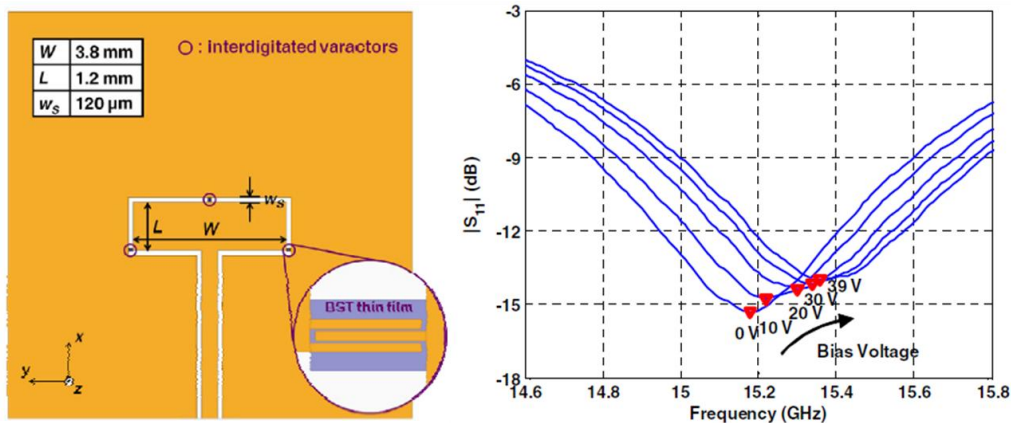 W 3.8 mm
L 1.2 mm
wS 120 µm
: interdigitated varactors
wS
L
W
BST thin film
x
y
z
|S11| (dB)
-3
-6
-9
-12
-15
-18
0 V
10 V
20 V
30 V
39 V
Bias Voltage
14.6 14.8 15 15.2 15.4 15.6 15.8
Frequency (GHz)